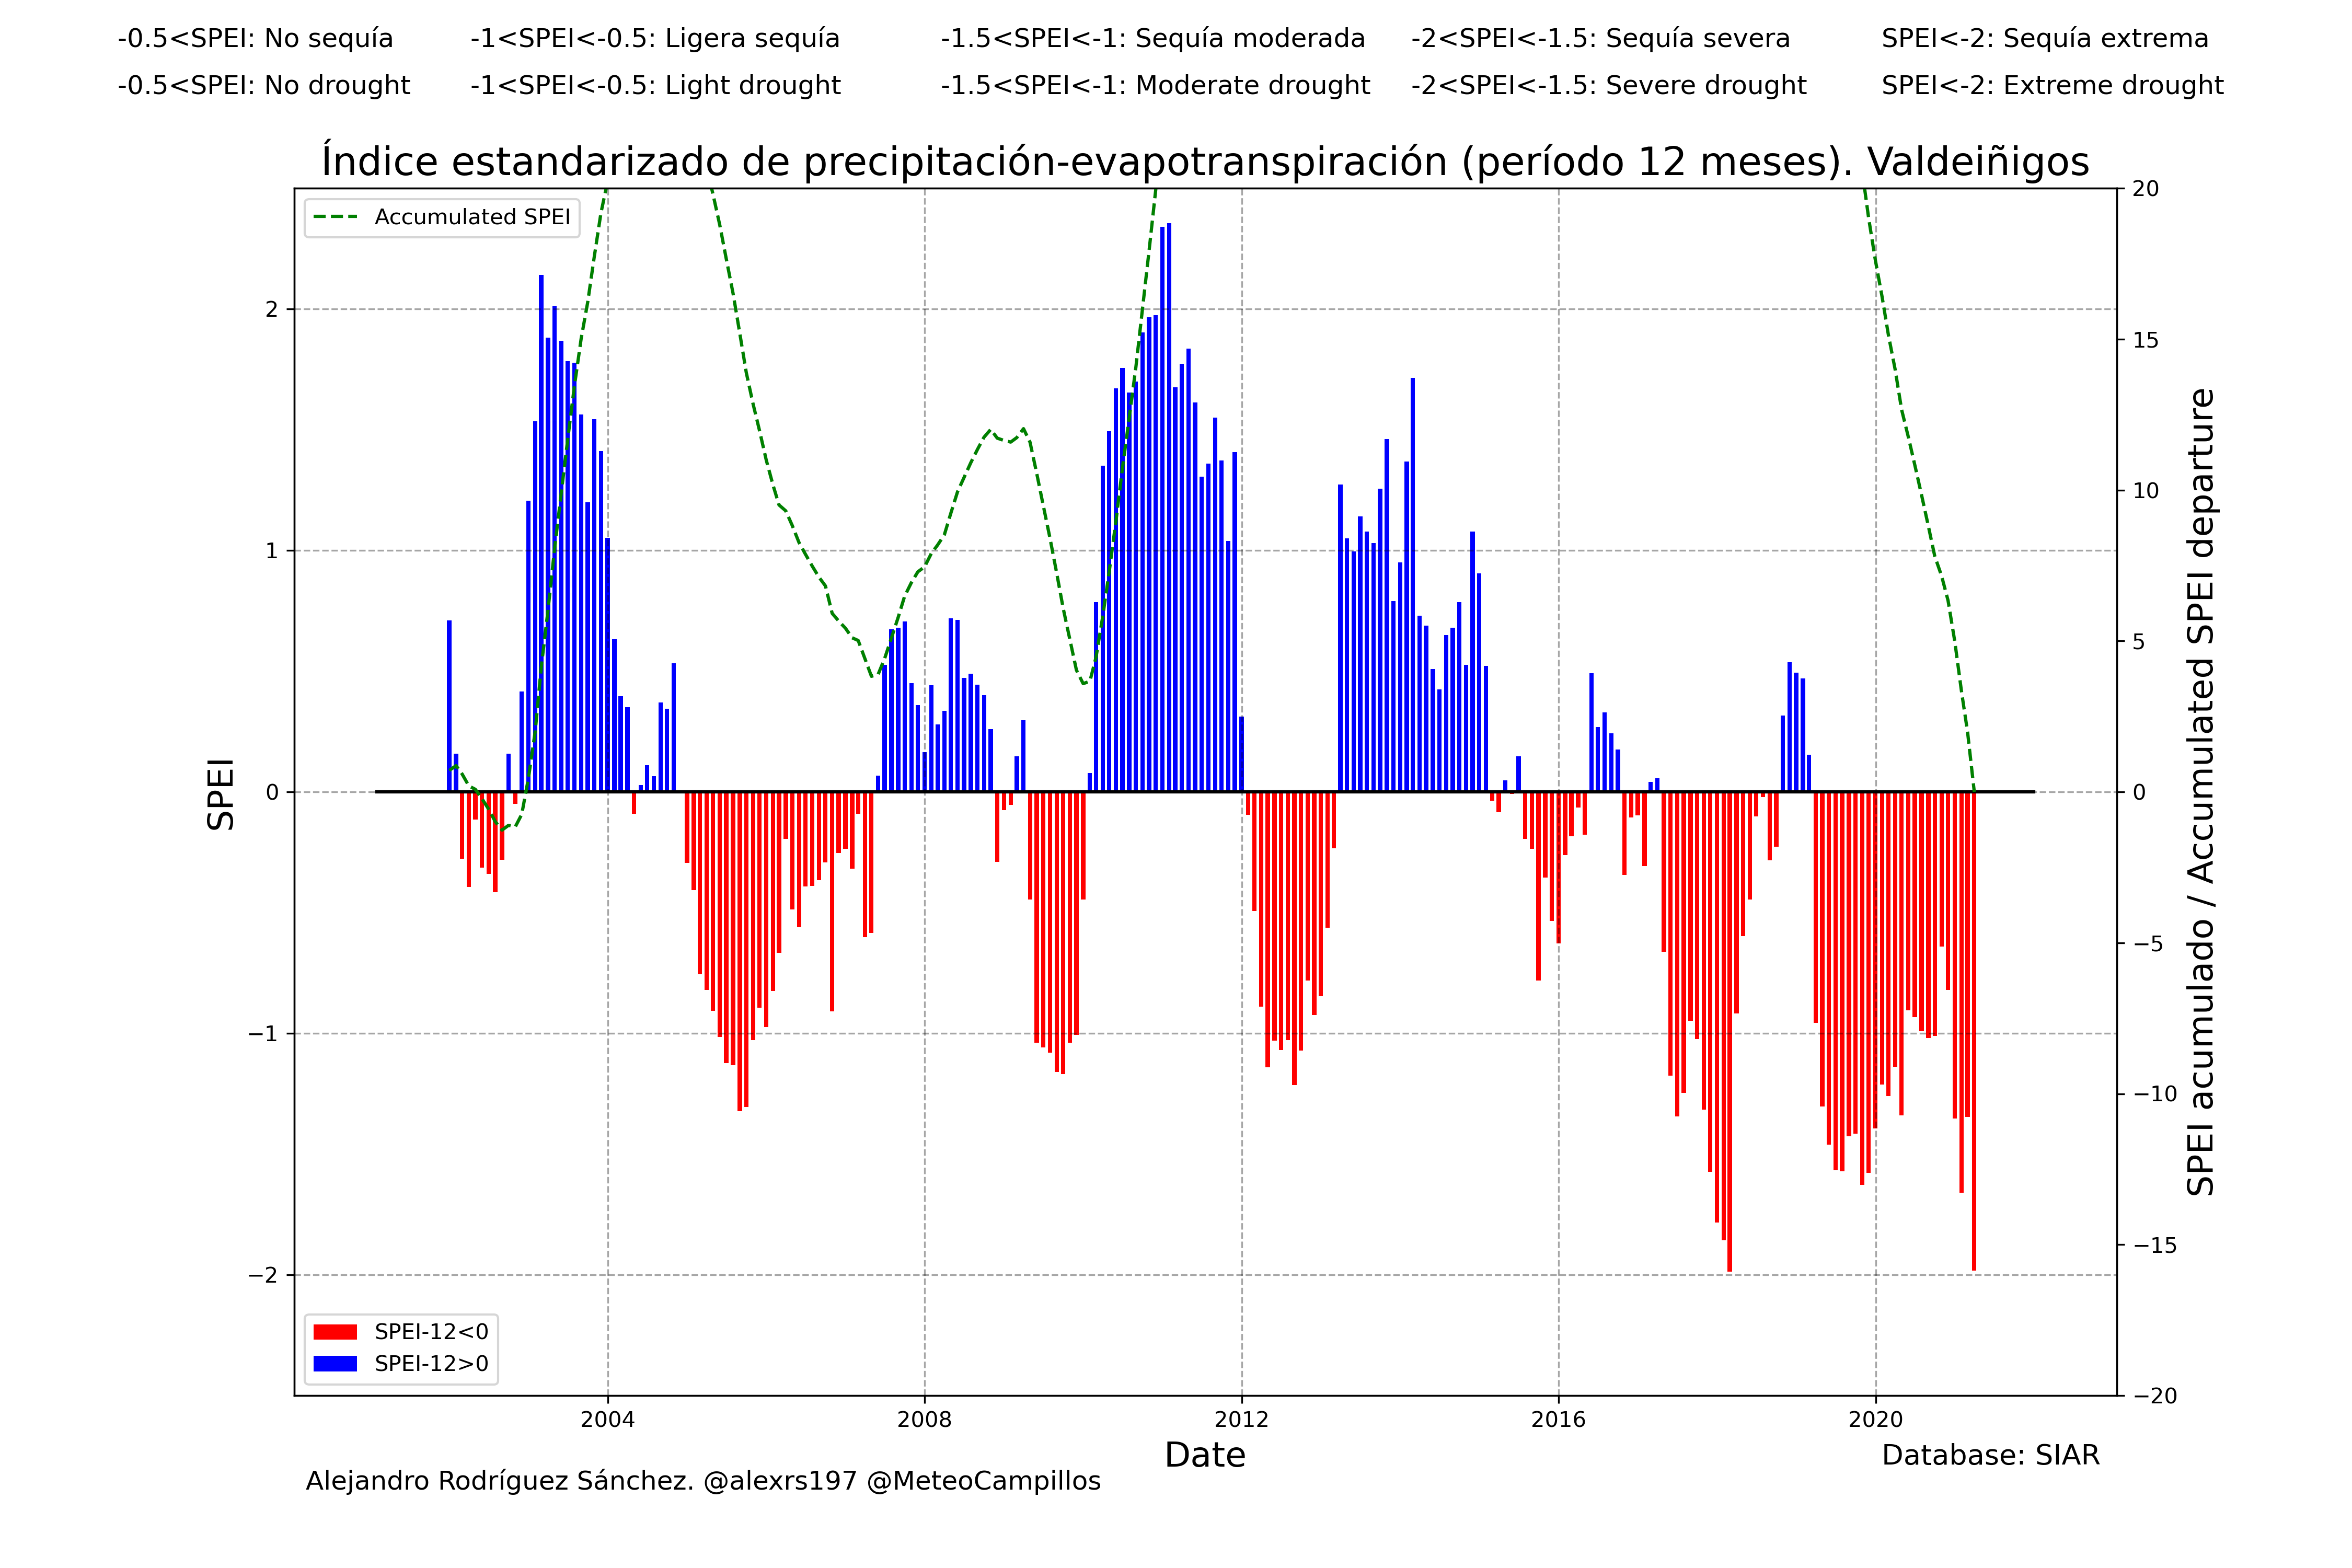 -0.5<SPEI: No sequía -1<SPEI<-0.5: Ligera sequía -1.5<SPEI<-1: Sequía moderada -2<SPEI<-1.5: Sequía severa SPEI<-2: Sequía extrema
-0.5<SPEI: No drought -1<SPEI<-0.5: Light drought -1.5<SPEI<-1: Moderate drought -2<SPEI<-1.5: Severe drought SPEI<-2: Extreme drought
Índice estandarizado de precipitación-evapotranspiración (período 12 meses). Valdeiñigos
Accumulated SPEI
2
1
0
−1
−2
SPEI
20
15
10
5
0
−5
−10
−15
−20
SPEI acumulado / Accumulated SPEI departure
SPEI-12<0
SPEI-12>0
2004 2008 2012 2016 2020
Date
Database: SIAR
Alejandro Rodríguez Sánchez. @alexrs197 @MeteoCampillos